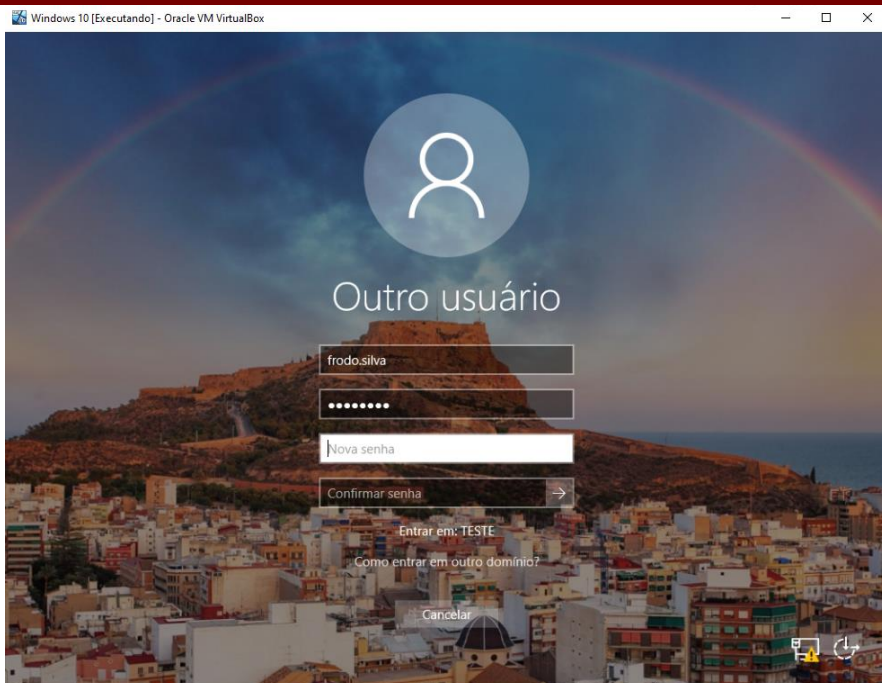 Windows 10 [Executando] - Oracle VM VirtualBox
Outro usuário
frodo.silva
Nova senha
Confirmar senha
Entrar em: TESTE
Como entrar em outro domínio?
Cancelar